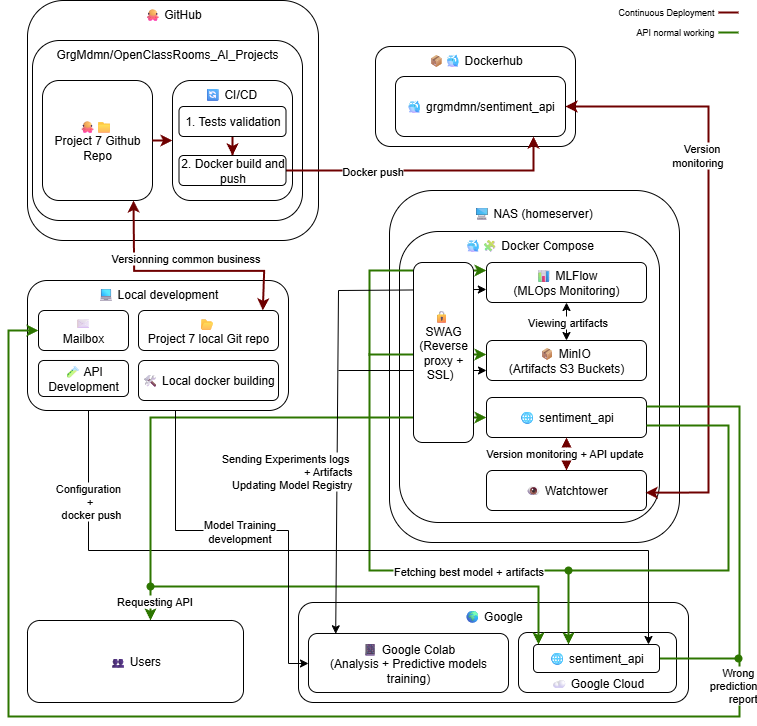 GitHub
Continuous Deployment
API normal working
GrgMdmn/OpenClassRooms_AI_Projects
Dockerhub
CI/CD
1. Tests validation
grgmdmn/sentiment_api
Project 7 Github
Repo
2. Docker build and
push
Docker push
Version
monitoring
NAS (homeserver)
Docker Compose
Versionning common business
MLFlow
(MLOps Monitoring)
Local development
SWAG
(Reverse
proxy +
SSL)
Viewing artifacts
Mailbox
Project 7 local Git repo
MinIO
(Artifacts S3 Buckets)
API
Development
Local docker building
sentiment_api
Version monitoring + API update
Sending Experiments logs
+ Artifacts
Updating Model Registry
Watchtower
Configuration
+
docker push
Model Training
development
Fetching best model + artifacts
Requesting API
Google
Users
Google Colab
(Analysis + Predictive models
training)
sentiment_api
Google Cloud
Wrong
prediction
report